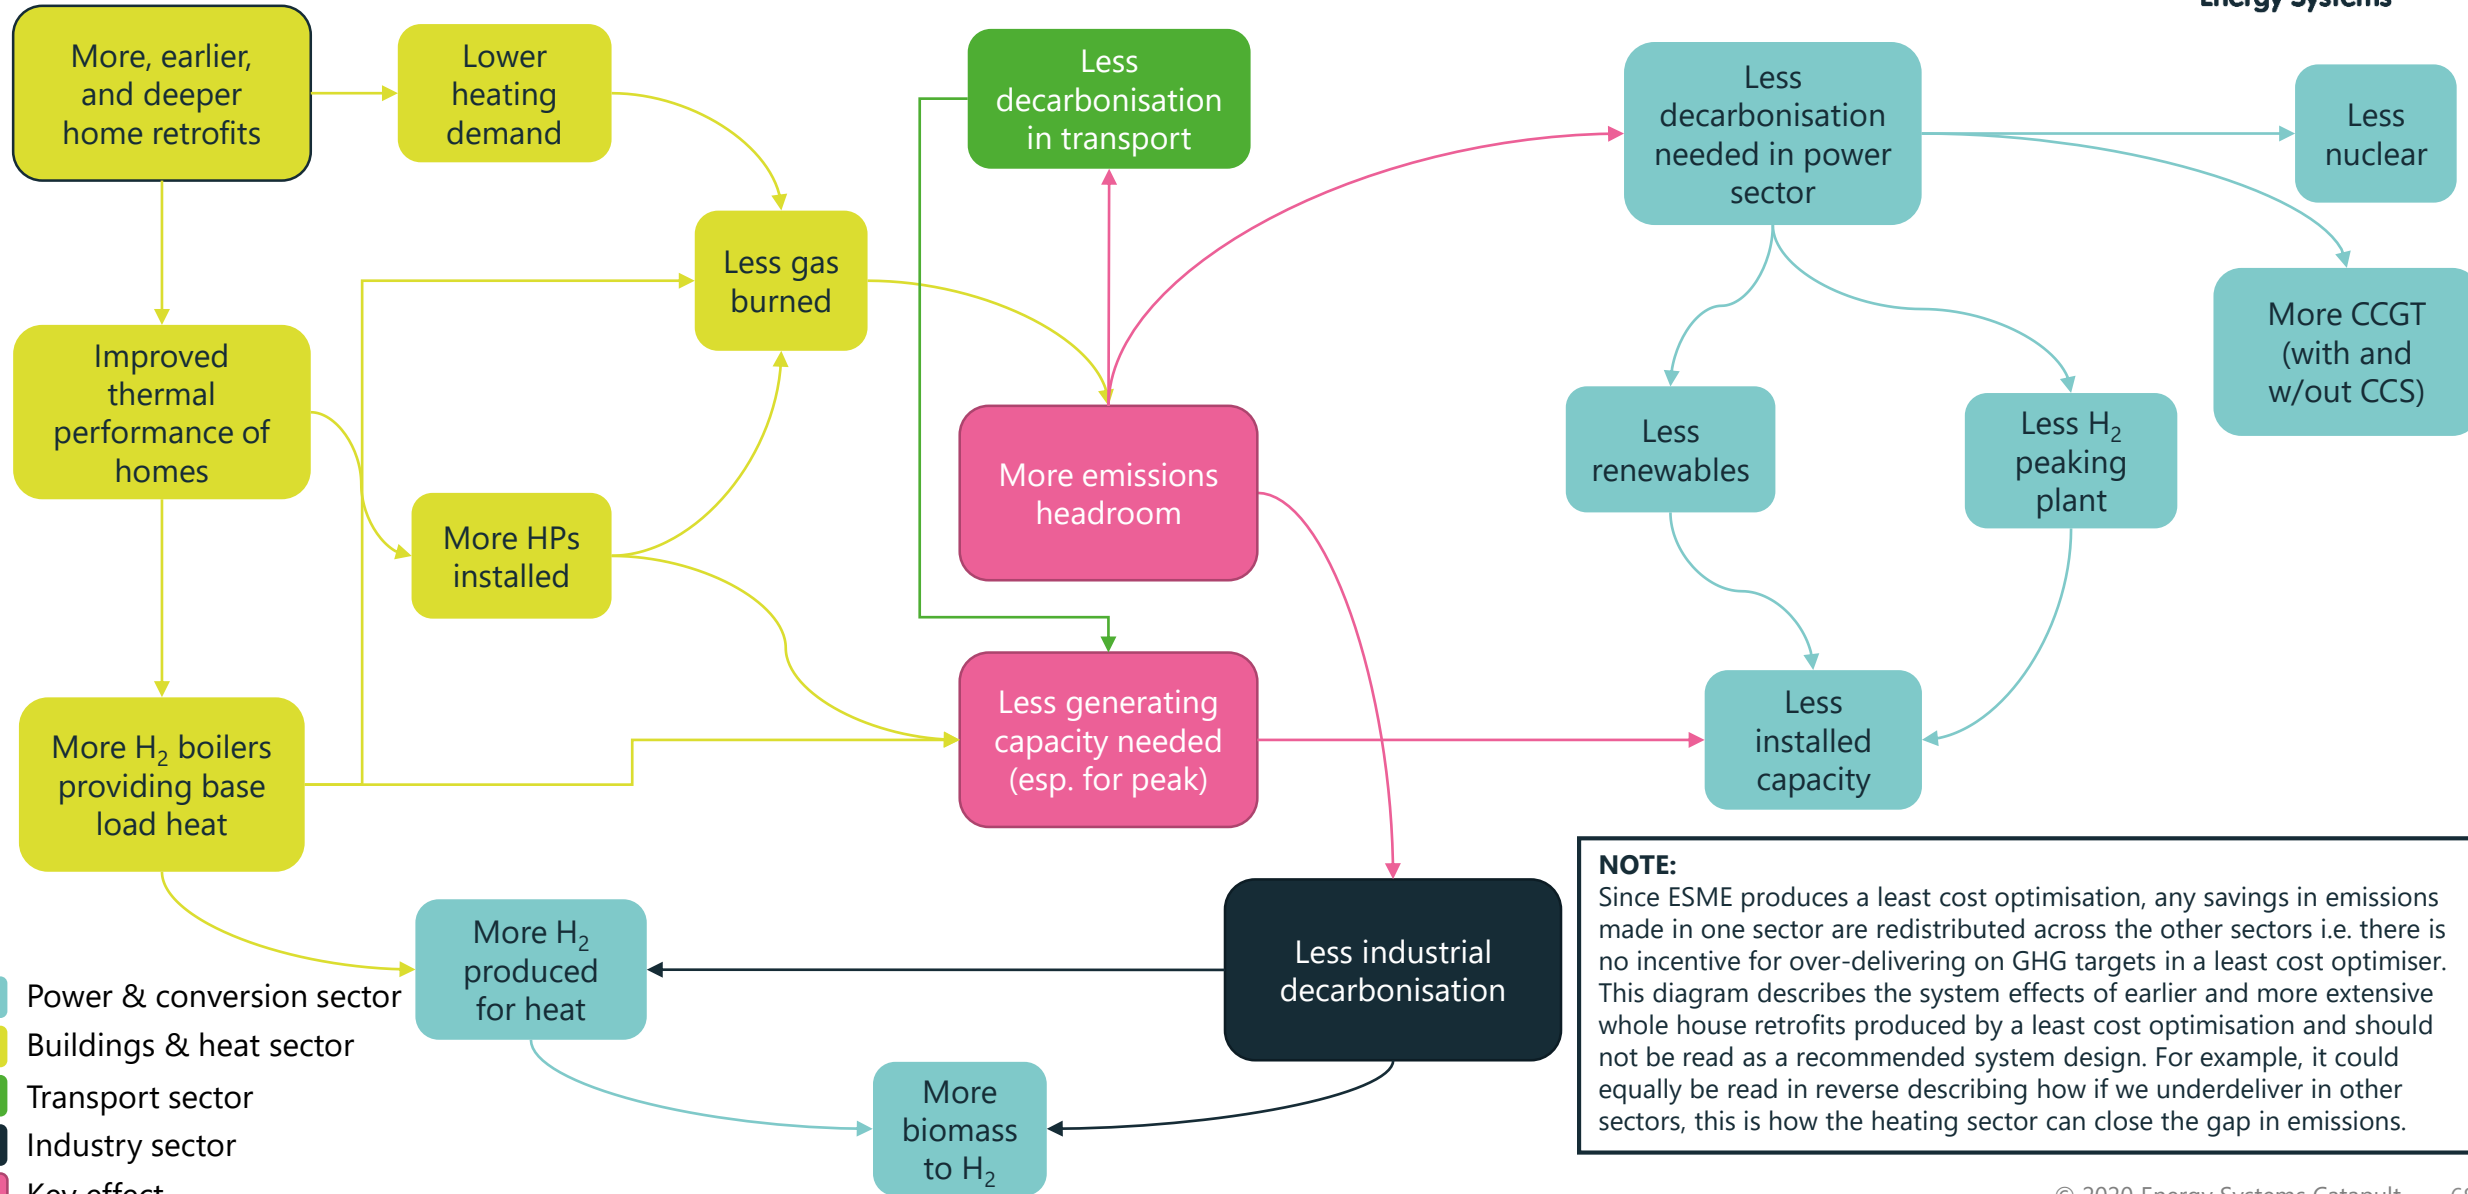 Energy Systems
More, earlier,
and deeper
home retrofits
Lower
heating
demand
Less
decarbonisation
in transport
Less
decarbonisation
needed in power
sector
Less
nuclear
Less gas
burned
More CCGT
(with and
w/out CCS)
Improved
thermal
performance of
homes
More HPs
installed
More emissions
headroom
Less
renewables
Less H₂
peaking
plant
More H₂ boilers
providing base
load heat
Less generating
capacity needed
(esp. for peak)
Less
installed
capacity
More H₂
produced
for heat
Less industrial
decarbonisation
More
biomass
to H₂
NOTE:
Since ESME produces a least cost optimisation, any savings in emissions
made in one sector are redistributed across the other sectors i.e. there is
no incentive for over-delivering on GHG targets in a least cost optimiser.
This diagram describes the system effects of earlier and more extensive
whole house retrofits produced by a least cost optimisation and should
not be read as a recommended system design. For example, it could
equally be read in reverse describing how if we underdeliver in other
sectors, this is how the heating sector can close the gap in emissions.
Power & conversion sector
Buildings & heat sector
Transport sector
Industry sector
Key effect
© 2020 Energy Systems Catapult